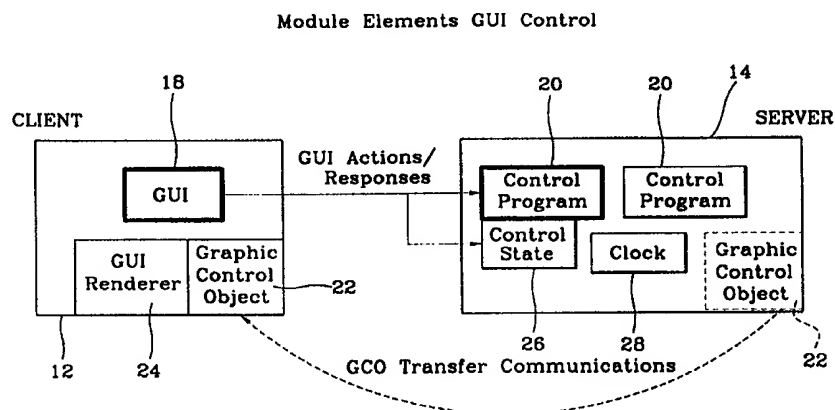 Module Elements GUI Control
18
20
20
14
CLIENT
SERVER
GUI Actions/
Responses
GUI
Control
Program
Control
Program
GUI
Renderer
Graphic
Control
Object
22
Control
State
Clock
Graphic
Control
Object
12
24
26
28
22
GCO Transfer Communications